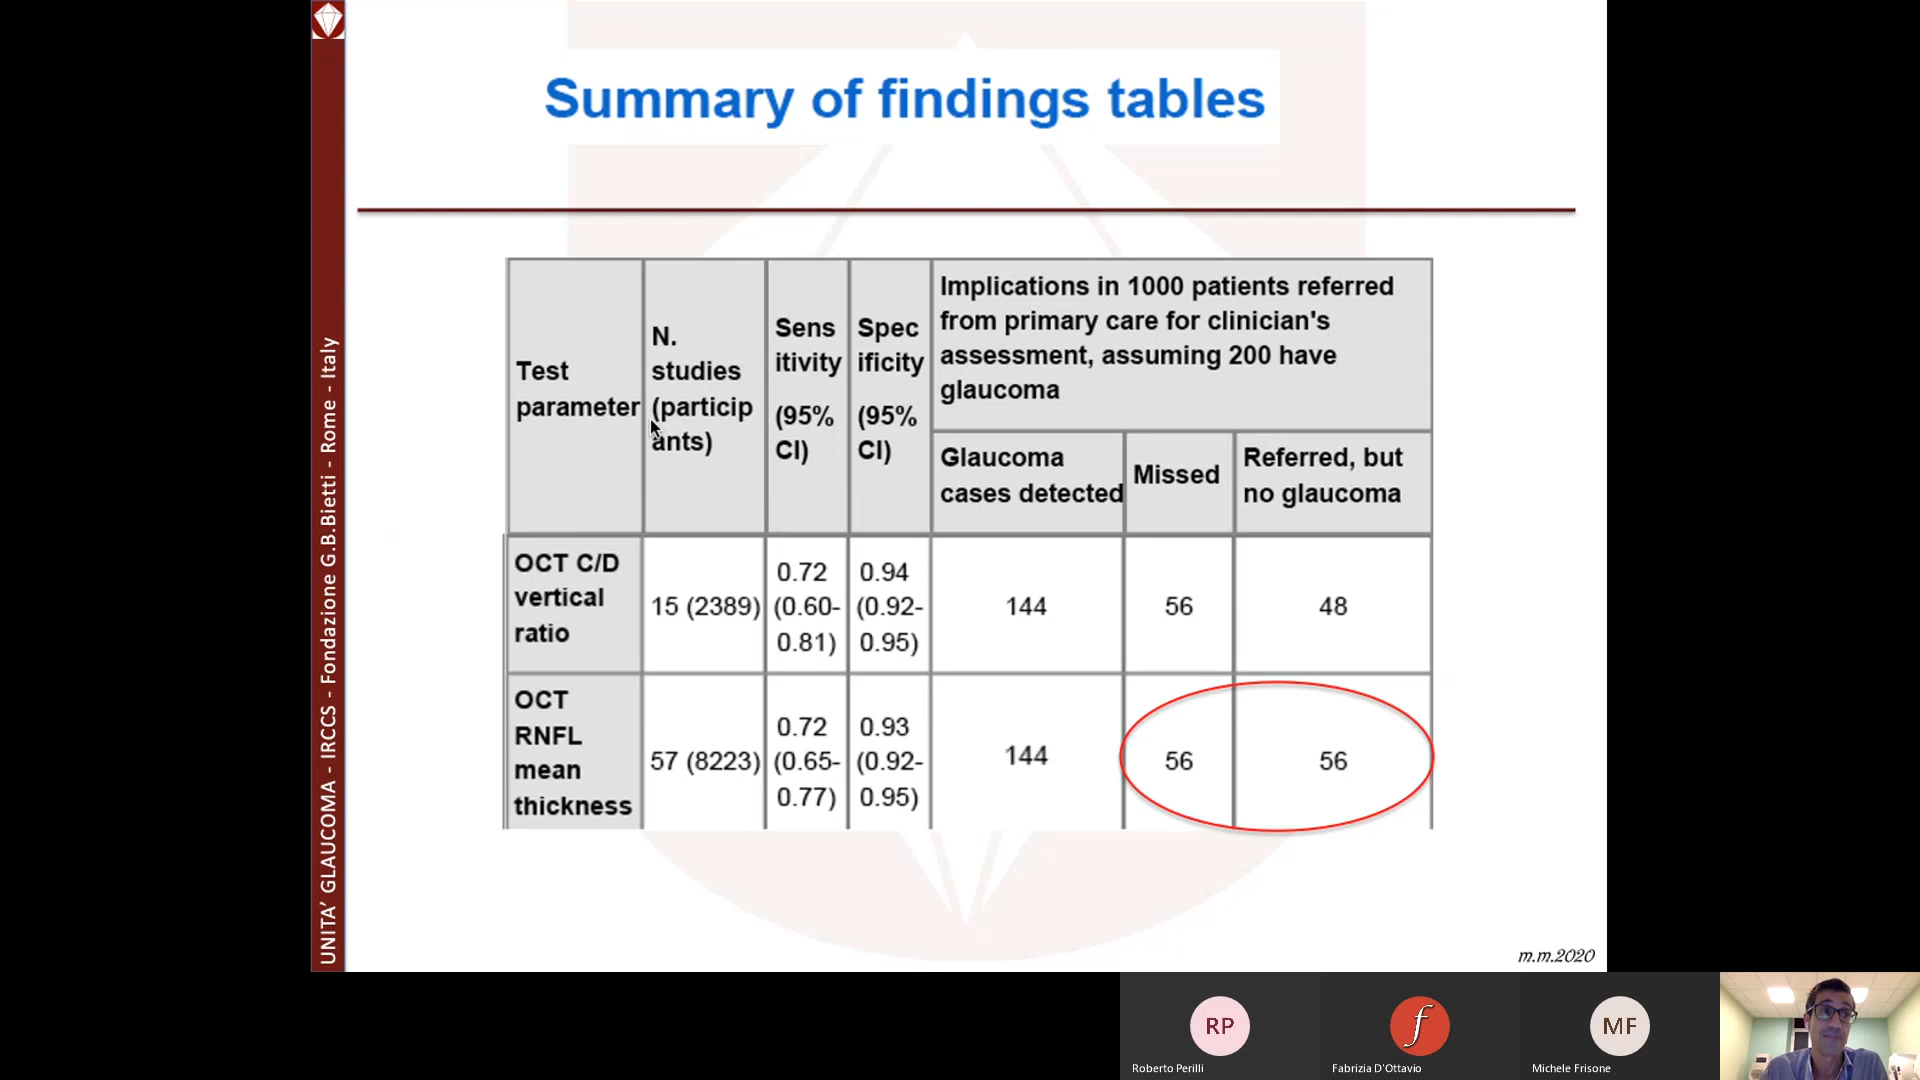 Summary of findings tables
UNITA’ GLAUCOMA - IRCCS - Fondazione G.B.Bietti - Rome - Italy
Test
parameter
N.
studies
(particip
ants)
Sens
itivity
(95%
CI)
Spec
ificity
(95%
CI)
Implications in 1000 patients referred
from primary care for clinician's
assessment, assuming 200 have
glaucoma
Glaucoma
cases detected
Missed
Referred, but
no glaucoma
OCT C/D
vertical
ratio
15 (2389)
0.72
(0.60-
0.81)
0.94
(0.92-
0.95)
144
56
48
OCT
RNFL
mean
thickness
57 (8223)
0.72
(0.65-
0.77)
0.93
(0.92-
0.95)
144
56
56
m.m.2020
RP
Roberto Perilli
f
Fabrizia D'Ottavio
MF
Michele Frisone